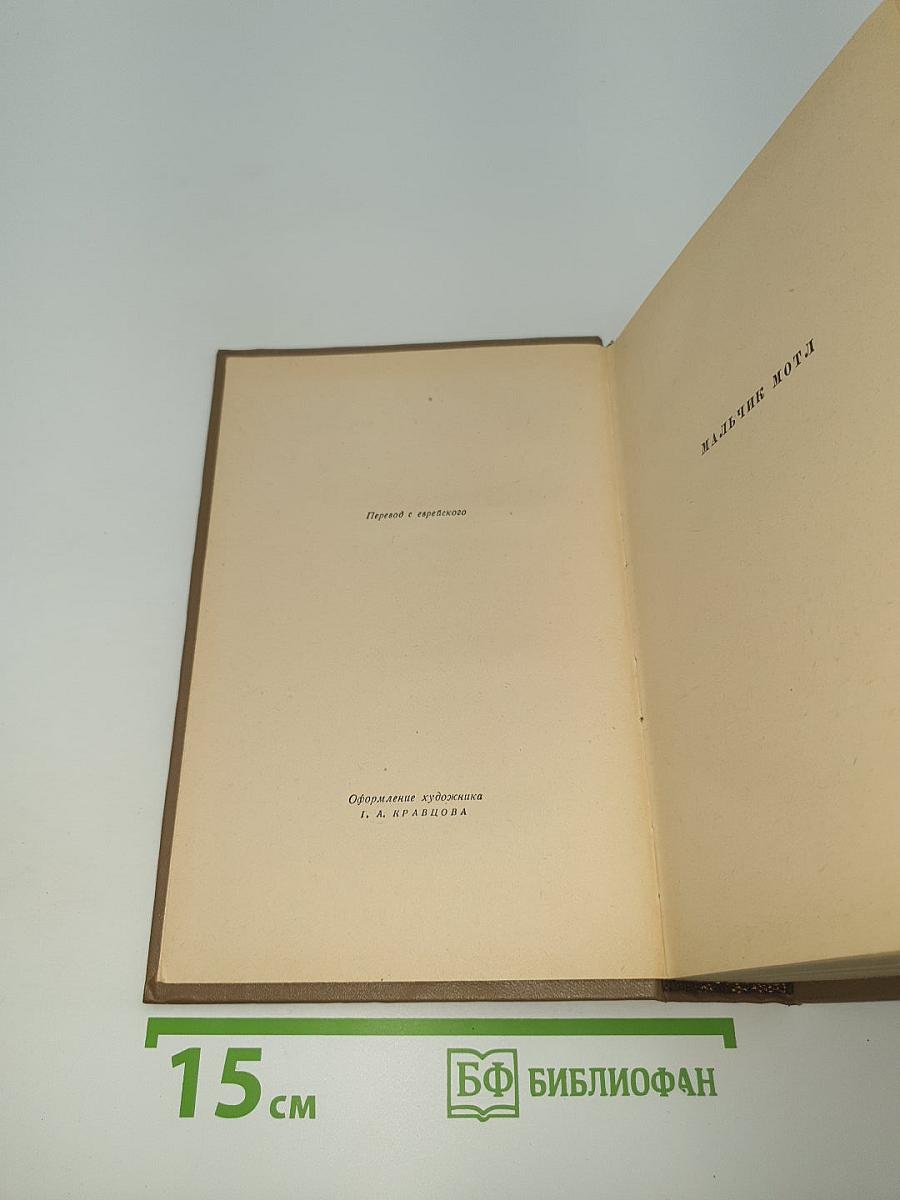 Перевод с еврейского
Оформление художника
Г. А. КРАВЦОВА
МАЛЬЧИК МОТЛ
15 см
БФ БИБЛИОФАН